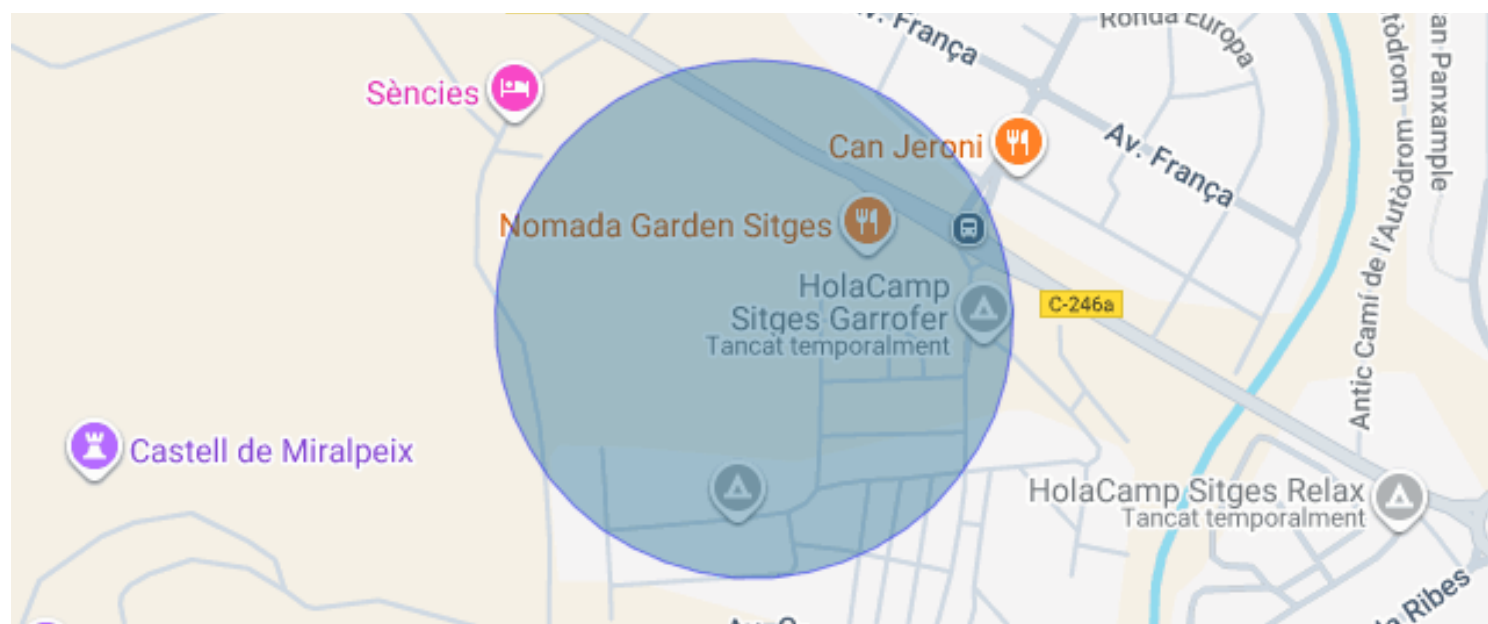 Av. França
Ronda Europa
Sències
Can Jeroni
Av. França
Nomada Garden Sitges
HolaCamp
Sitges Garrofer
Tancat temporalment
C-246a
Antic Camí de l'Autòdrom
Castell de Miralpeix
HolaCamp Sitges Relax
Tancat temporalment